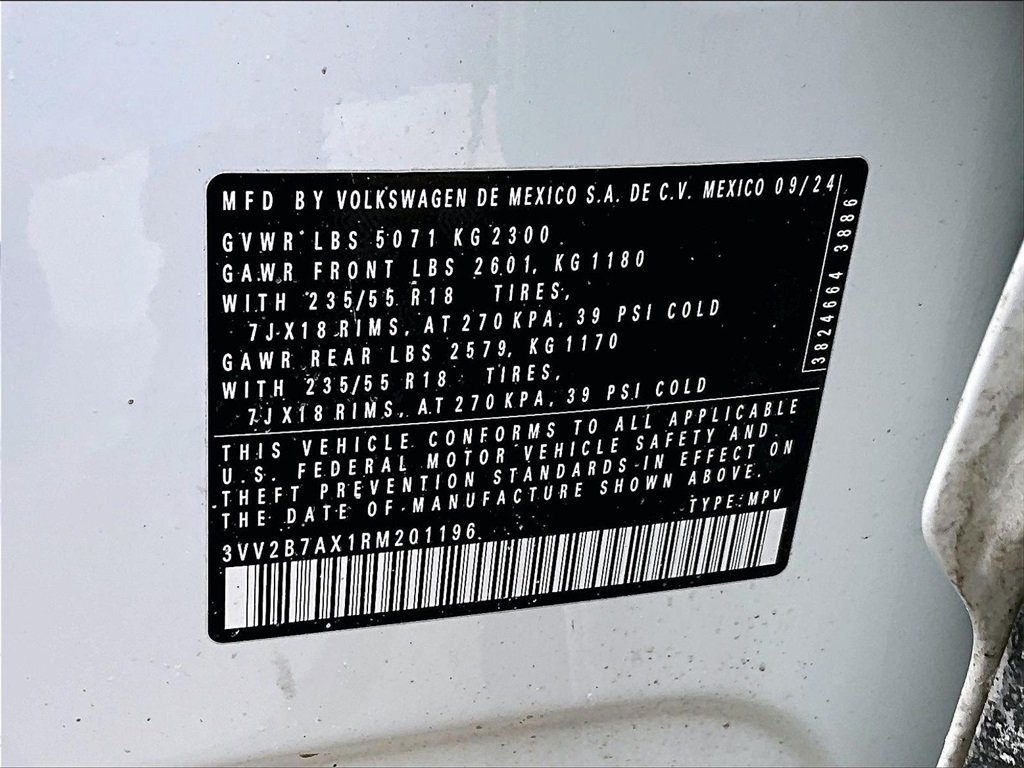 MFD BY VOLKSWAGEN DE MEXICO S.A. DE C.V. MEXICO 09/24
GVWR LBS 5071 KG 2300
GAWR FRONT LBS 2601, KG 1180
WITH 235/55 R18 TIRES,
7J X18 RIMS, AT 270 KPA, 39 PSI COLD
GAWR REAR LBS 2579, KG 1170
WITH 235/55 R18 TIRES,
7J X18 RIMS, AT 270 KPA, 39 PSI COLD
3824664 3886
THIS VEHICLE CONFORMS TO ALL APPLICABLE
U.S. FEDERAL MOTOR VEHICLE SAFETY AND
THEFT PREVENTION STANDARDS IN EFFECT ON
THE DATE OF MANUFACTURE SHOWN ABOVE.
TYPE: MPV
3VV2B7AX1RM201196